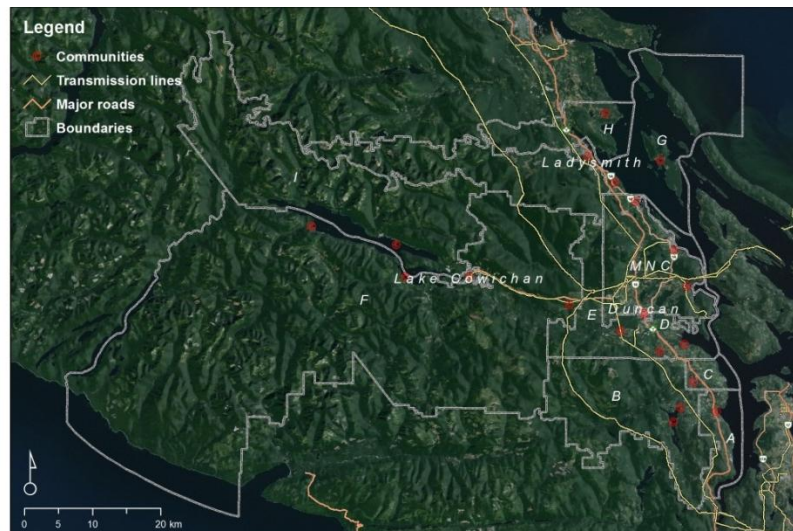 Legend
Communities
Transmission lines
Major roads
Boundaries
H
G
Ladysmith
I
MNC
Lake Cowichan
F
E
Duncan
D
C
B
A
0 5 10 20 km